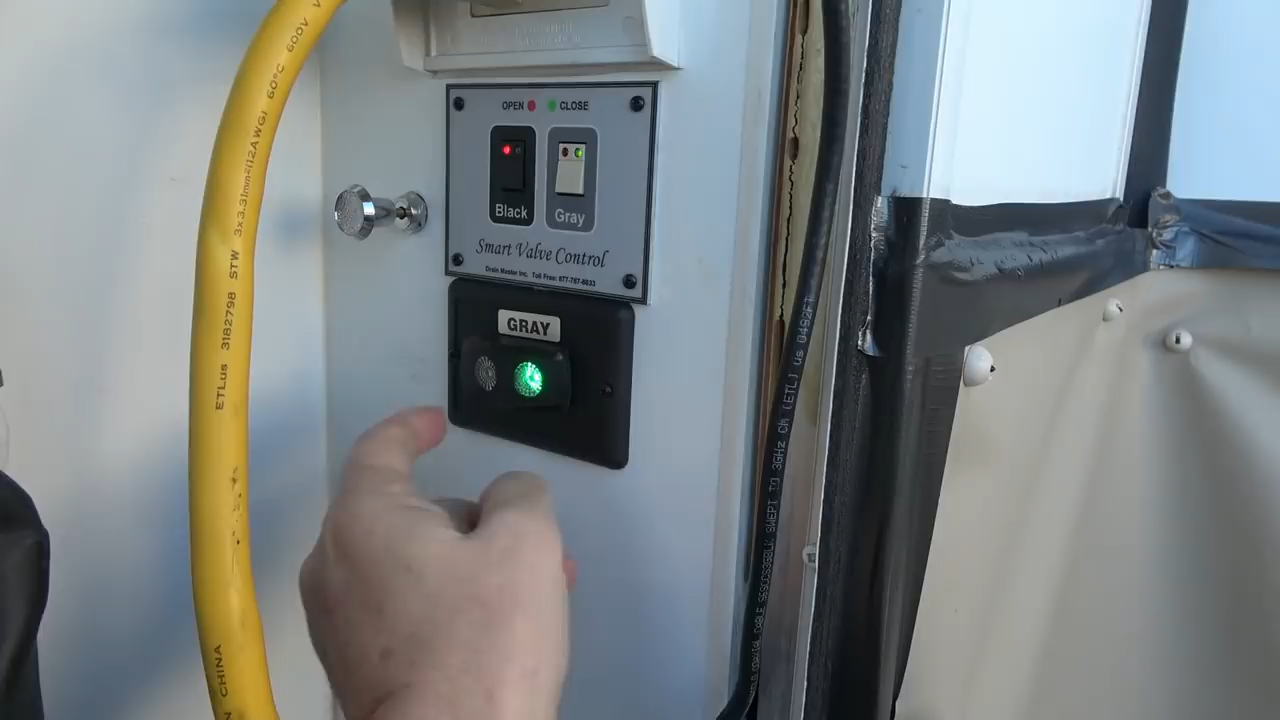 OPEN CLOSE
Black Gray
Smart Valve Control
Drain Master Inc. Toll Free: 877-787-8833
GRAY
ETLus 3182798 STW 3x3.31mm²(12AWG) 60°C 600V
CHINA
SWEPT TO 3GHz CM (ETL) us 0492FT